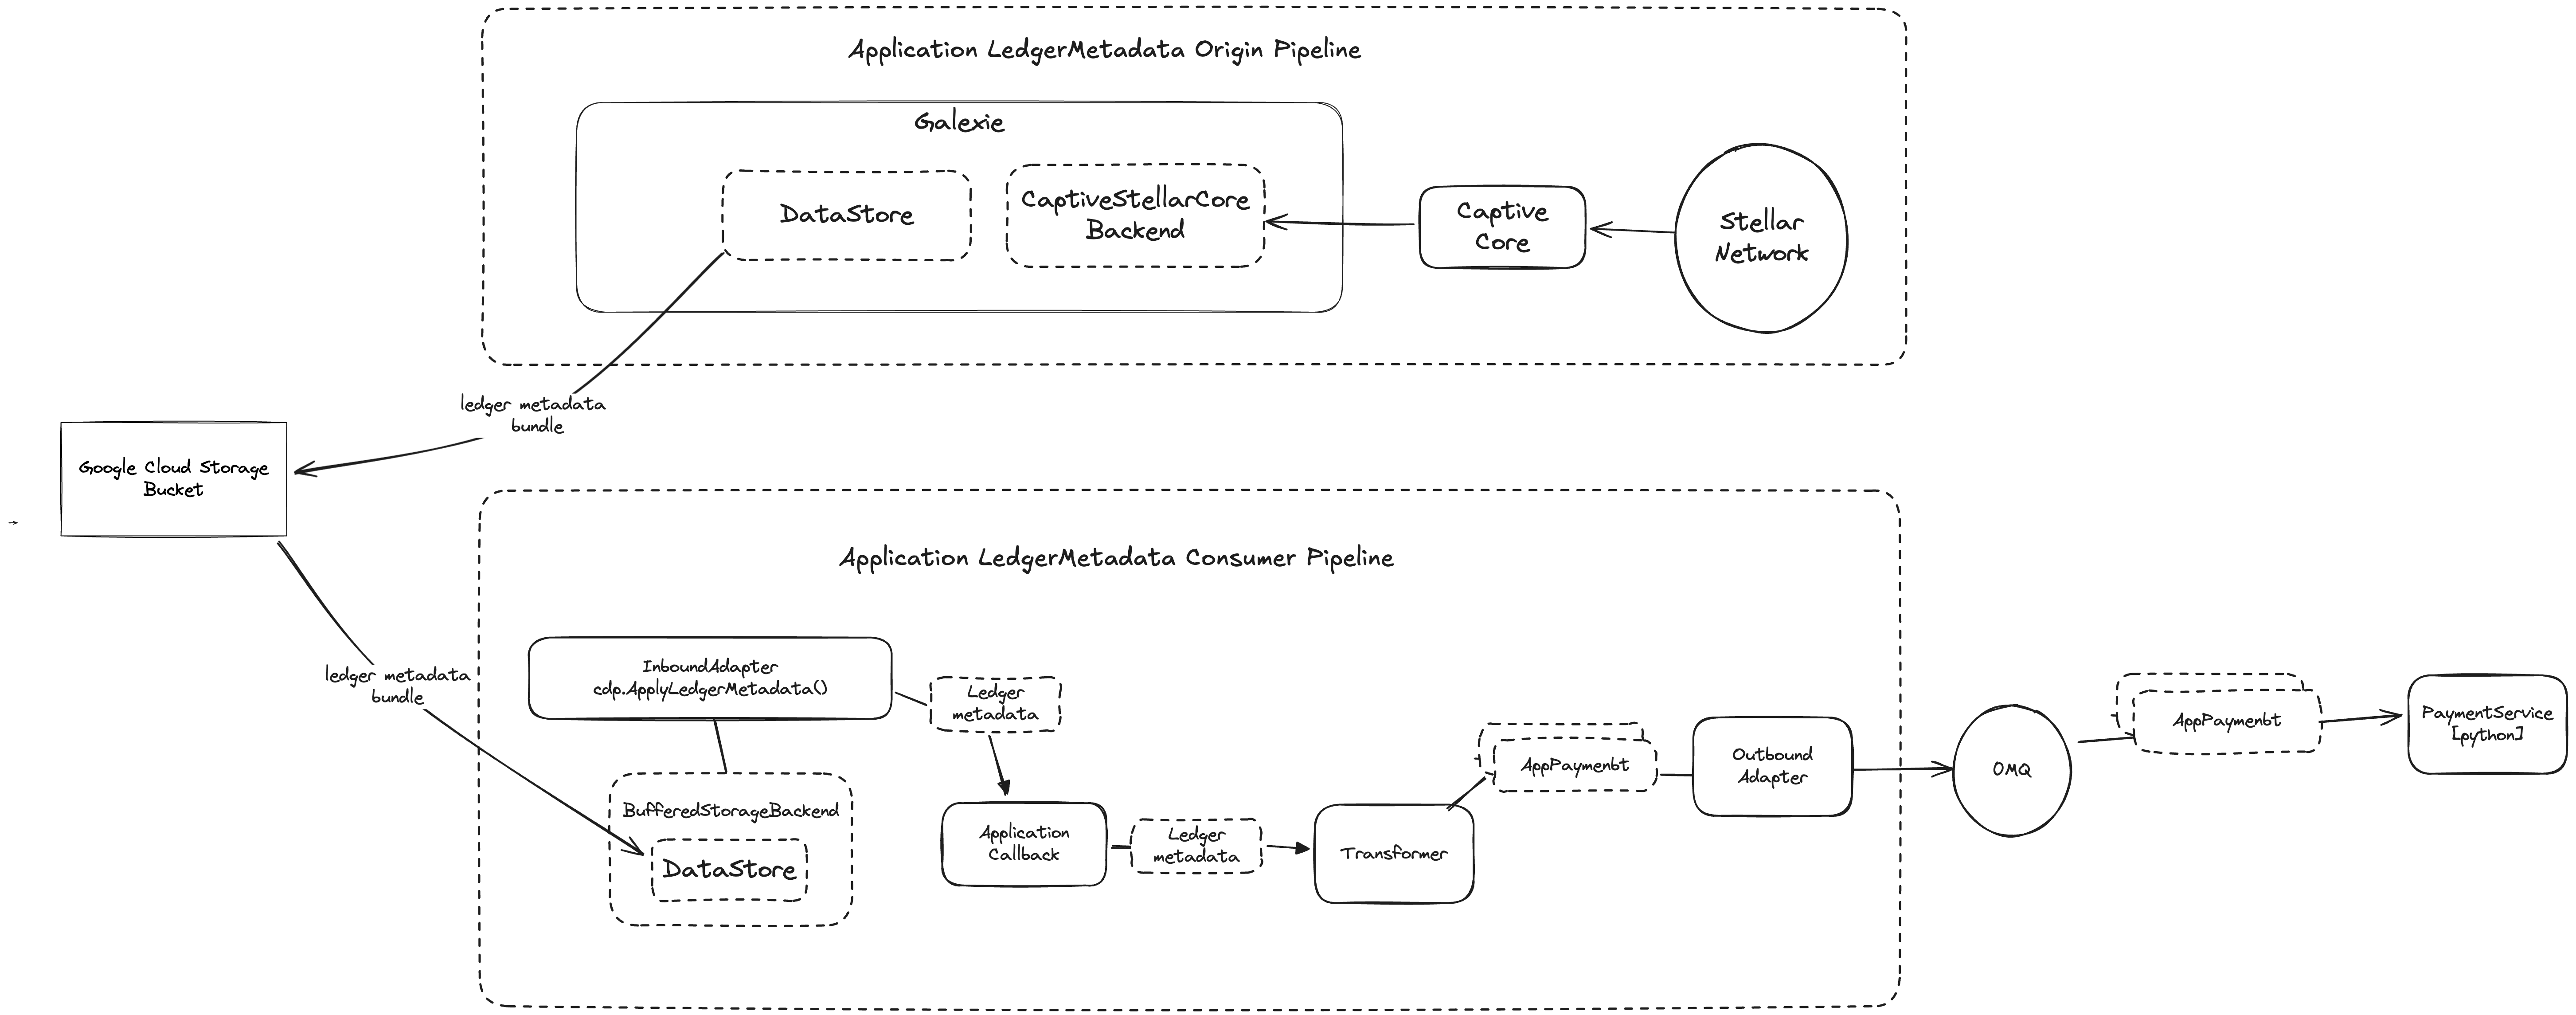 Application LedgerMetadata Origin Pipeline
Galexie
DataStore
CaptiveStellarCore
Backend
Captive
Core
Stellar
Network
ledger metadata
bundle
Google Cloud Storage
Bucket
Application LedgerMetadata Consumer Pipeline
ledger metadata
bundle
InboundAdapter
cdp.ApplyLedgerMetadata()
Ledger
metadata
BufferedStorageBackend
DataStore
Application
Callback
Ledger
metadata
Transformer
AppPaymenbt
Outbound
Adapter
0MQ
AppPaymenbt
PaymentService
[python]